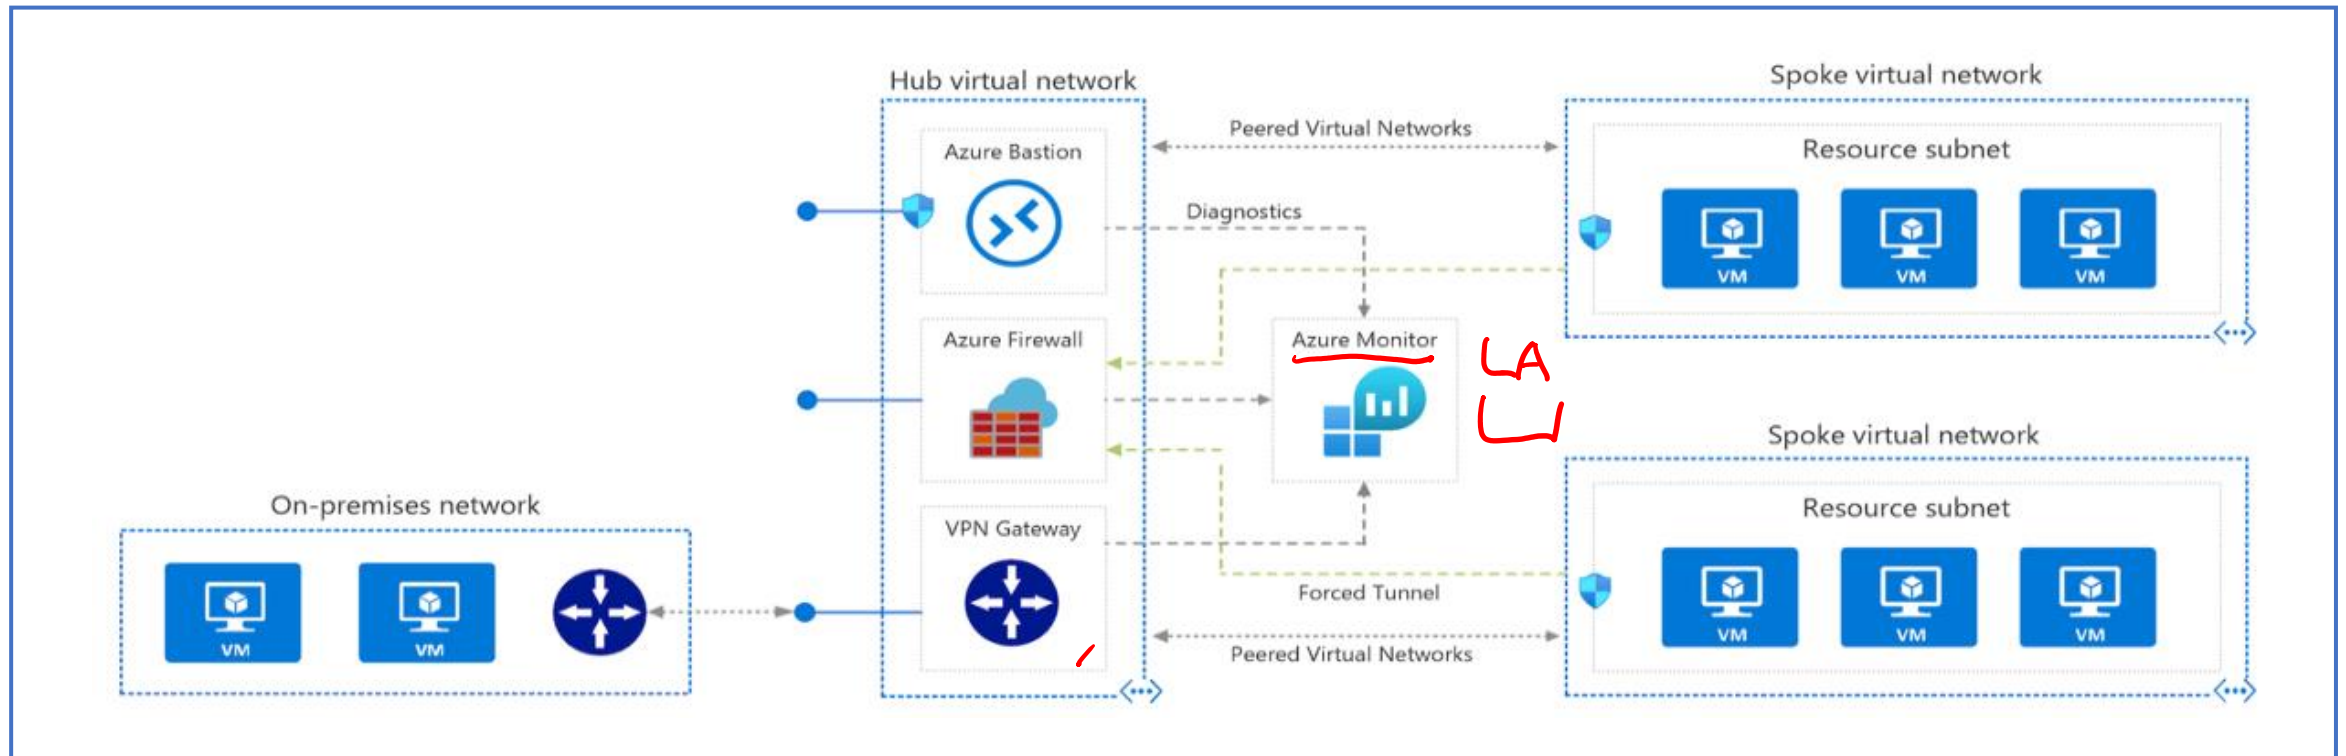 Hub virtual network
Spoke virtual network
Peered Virtual Networks
Azure Bastion
Resource subnet
Diagnostics
VM
VM
VM
Azure Firewall
Azure Monitor
LA
Spoke virtual network
On-premises network
Resource subnet
VPN Gateway
Forced Tunnel
VM
VM
VM
VM
VM
Peered Virtual Networks